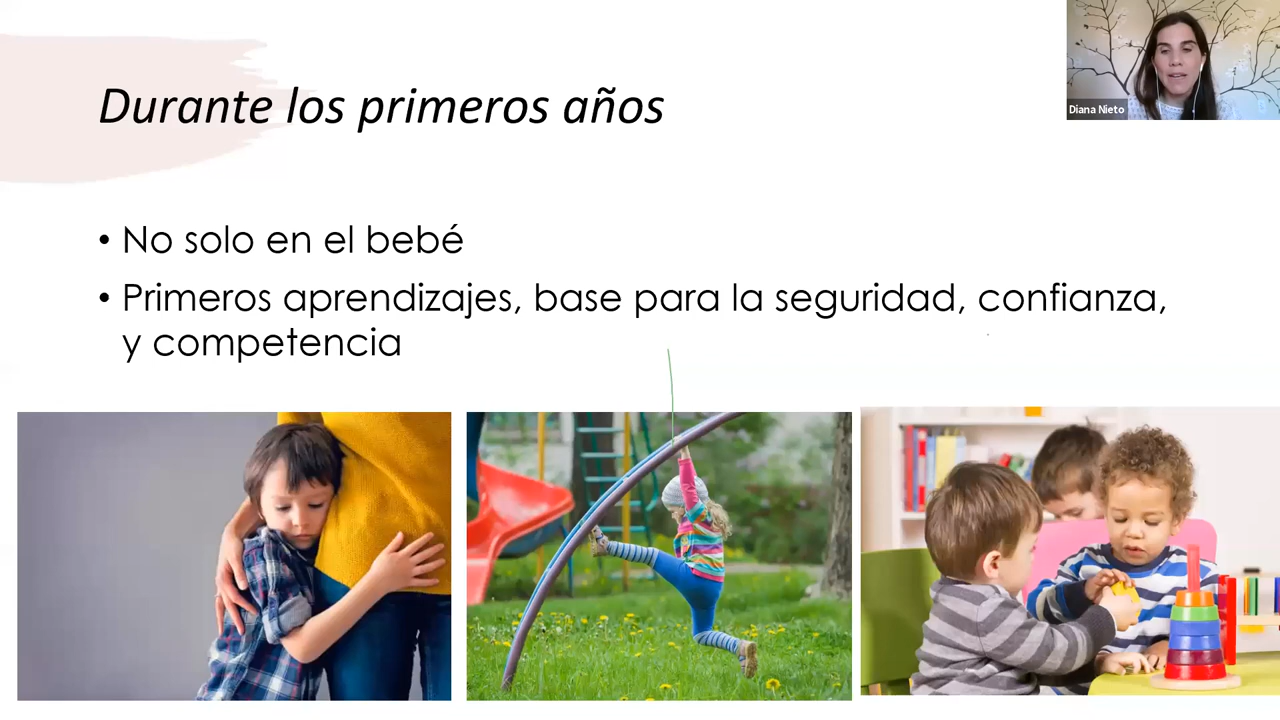 Durante los primeros años
Diana Nieto
• No solo en el bebé
• Primeros aprendizajes, base para la seguridad, confianza,
y competencia